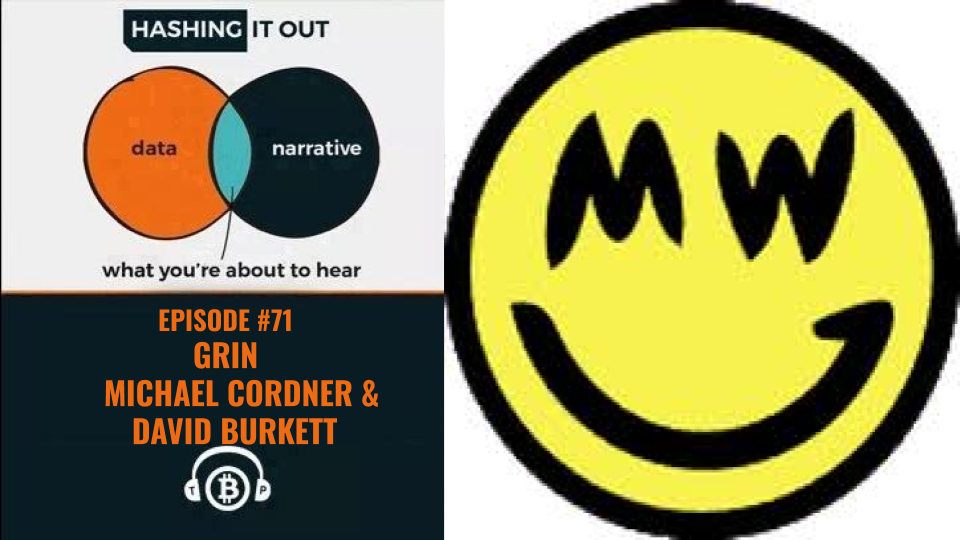 HASHING IT OUT
data
narrative
what you're about to hear
EPISODE #71
GRIN
MICHAEL CORDNER &
DAVID BURKETT
T
P
MW